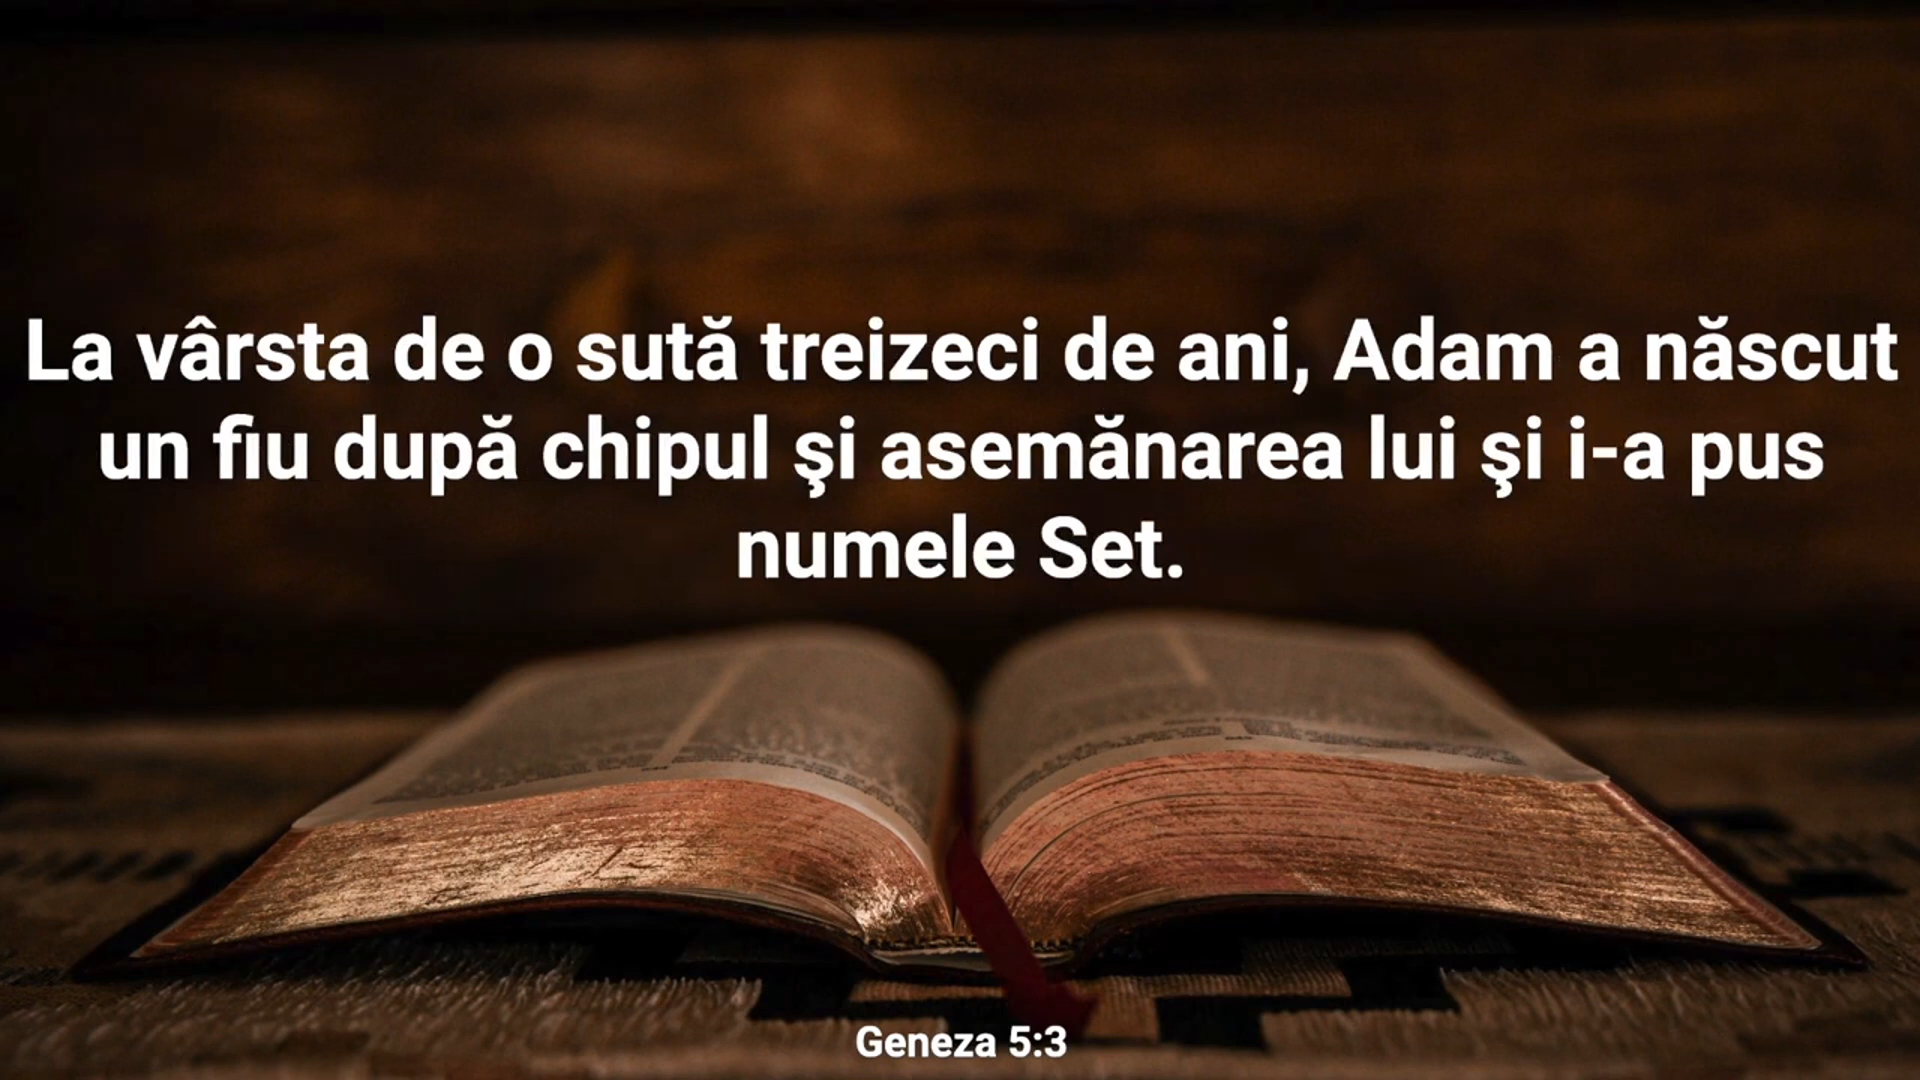 La vârsta de o sută treizeci de ani, Adam a născut
un fiu după chipul şi asemănarea lui şi i-a pus
numele Set.
Geneza 5:3